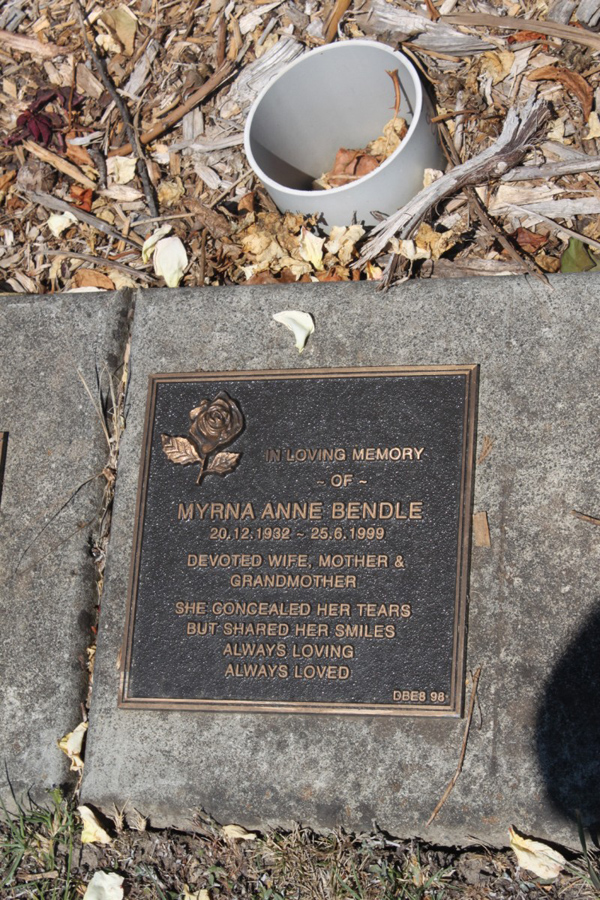 IN LOVING MEMORY
~ OF ~
MYRNA ANNE BENDLE
20.12.1932 ~ 25.6.1999
DEVOTED WIFE, MOTHER &
GRANDMOTHER
SHE CONCEALED HER TEARS
BUT SHARED HER SMILES
ALWAYS LOVING
ALWAYS LOVED
DBE8 98